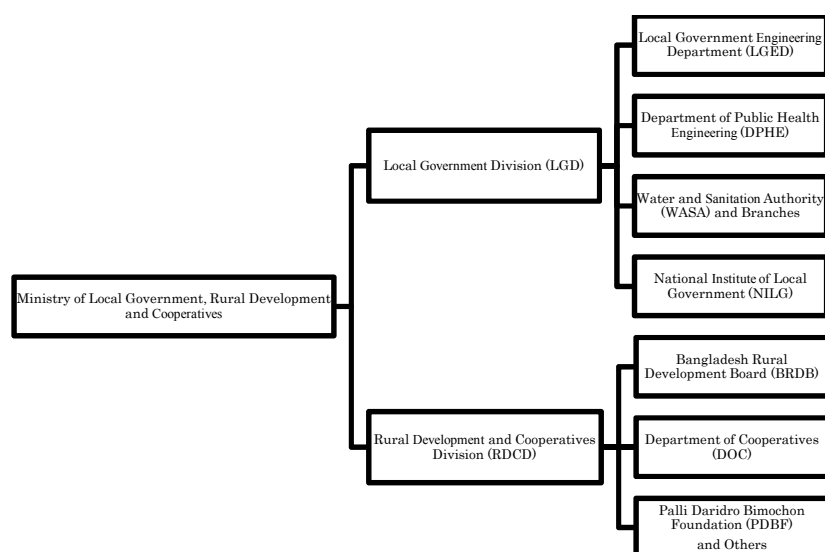 Local Government Engineering
Department (LGED)
Department of Public Health
Engineering (DPHE)
Local Government Division (LGD)
Water and Sanitation Authority
(WASA) and Branches
National Institute of Local
Government (NILG)
Ministry of Local Government, Rural Development
and Cooperatives
Bangladesh Rural
Development Board (BRDB)
Rural Development and Cooperatives
Division (RDCD)
Department of Cooperatives
(DOC)
Palli Daridro Bimochon
Foundation (PDBF)
and Others